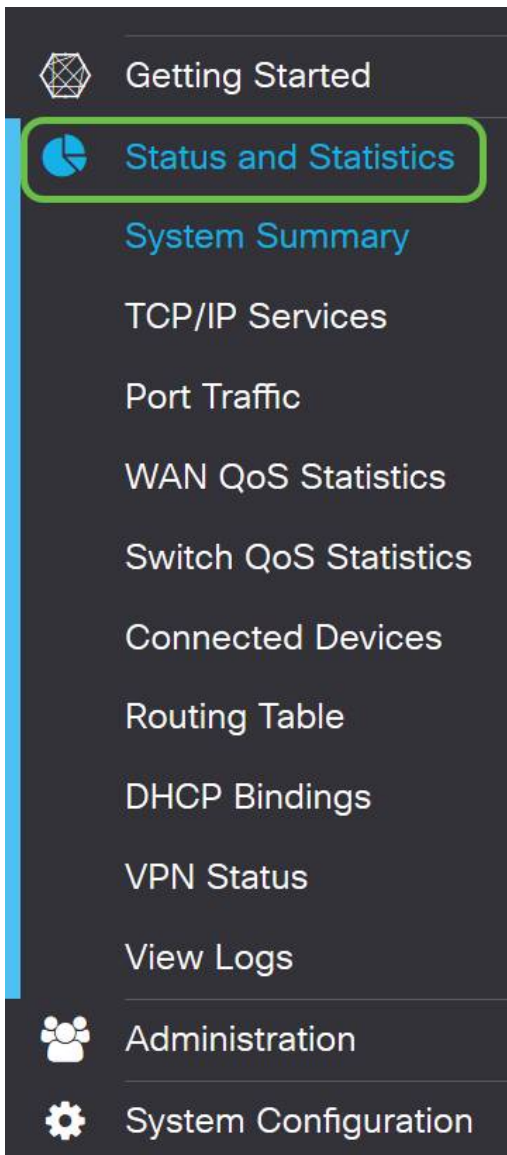 Getting Started
Status and Statistics
System Summary
TCP/IP Services
Port Traffic
WAN QoS Statistics
Switch QoS Statistics
Connected Devices
Routing Table
DHCP Bindings
VPN Status
View Logs
Administration
System Configuration